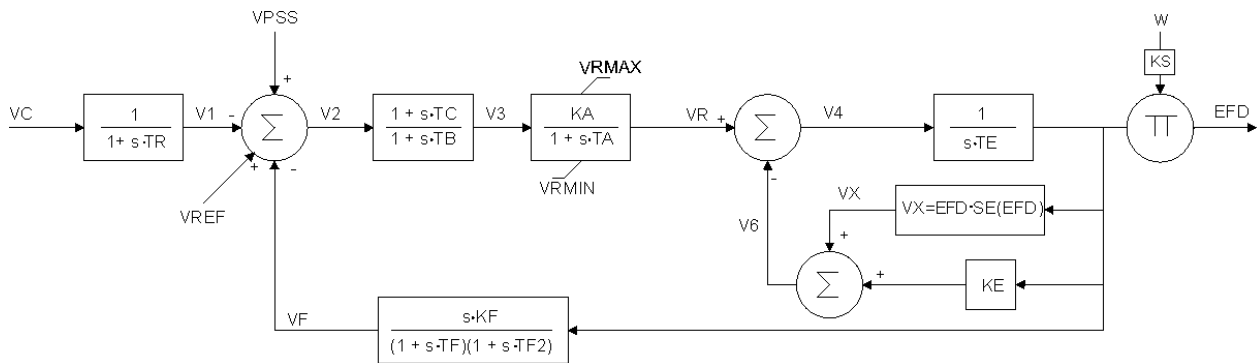 VPSS
W
VRMAX
KS
+
VC
1
1+ s·TR
V1
-
Σ
V2
1 + s·TC
1 + s·TB
V3
KA
1 + s·TA
VR
+
Σ
V4
1
s·TE
Π
EFD
+
-
VRMIN
-
VREF
VX
VX=EFD·SE(EFD)
V6
+
Σ
+
KE
VF
s·KF
(1 + s·TF)(1 + s·TF2)